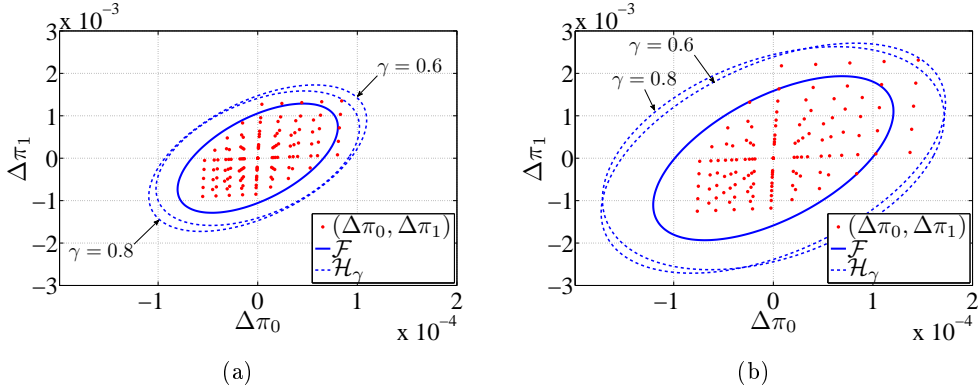 x 10⁻³
3
2
1
0
−1
−2
−3
Δπ₁
γ = 0.6
γ = 0.8
(Δπ₀, Δπ₁)
ℱ
ℋᵧ
−1 0 1 2
Δπ₀
x 10⁻⁴
(a)
x 10⁻³
3
2
1
0
−1
−2
−3
Δπ₁
γ = 0.6
γ = 0.8
(Δπ₀, Δπ₁)
ℱ
ℋᵧ
−1 0 1 2
Δπ₀
x 10⁻⁴
(b)